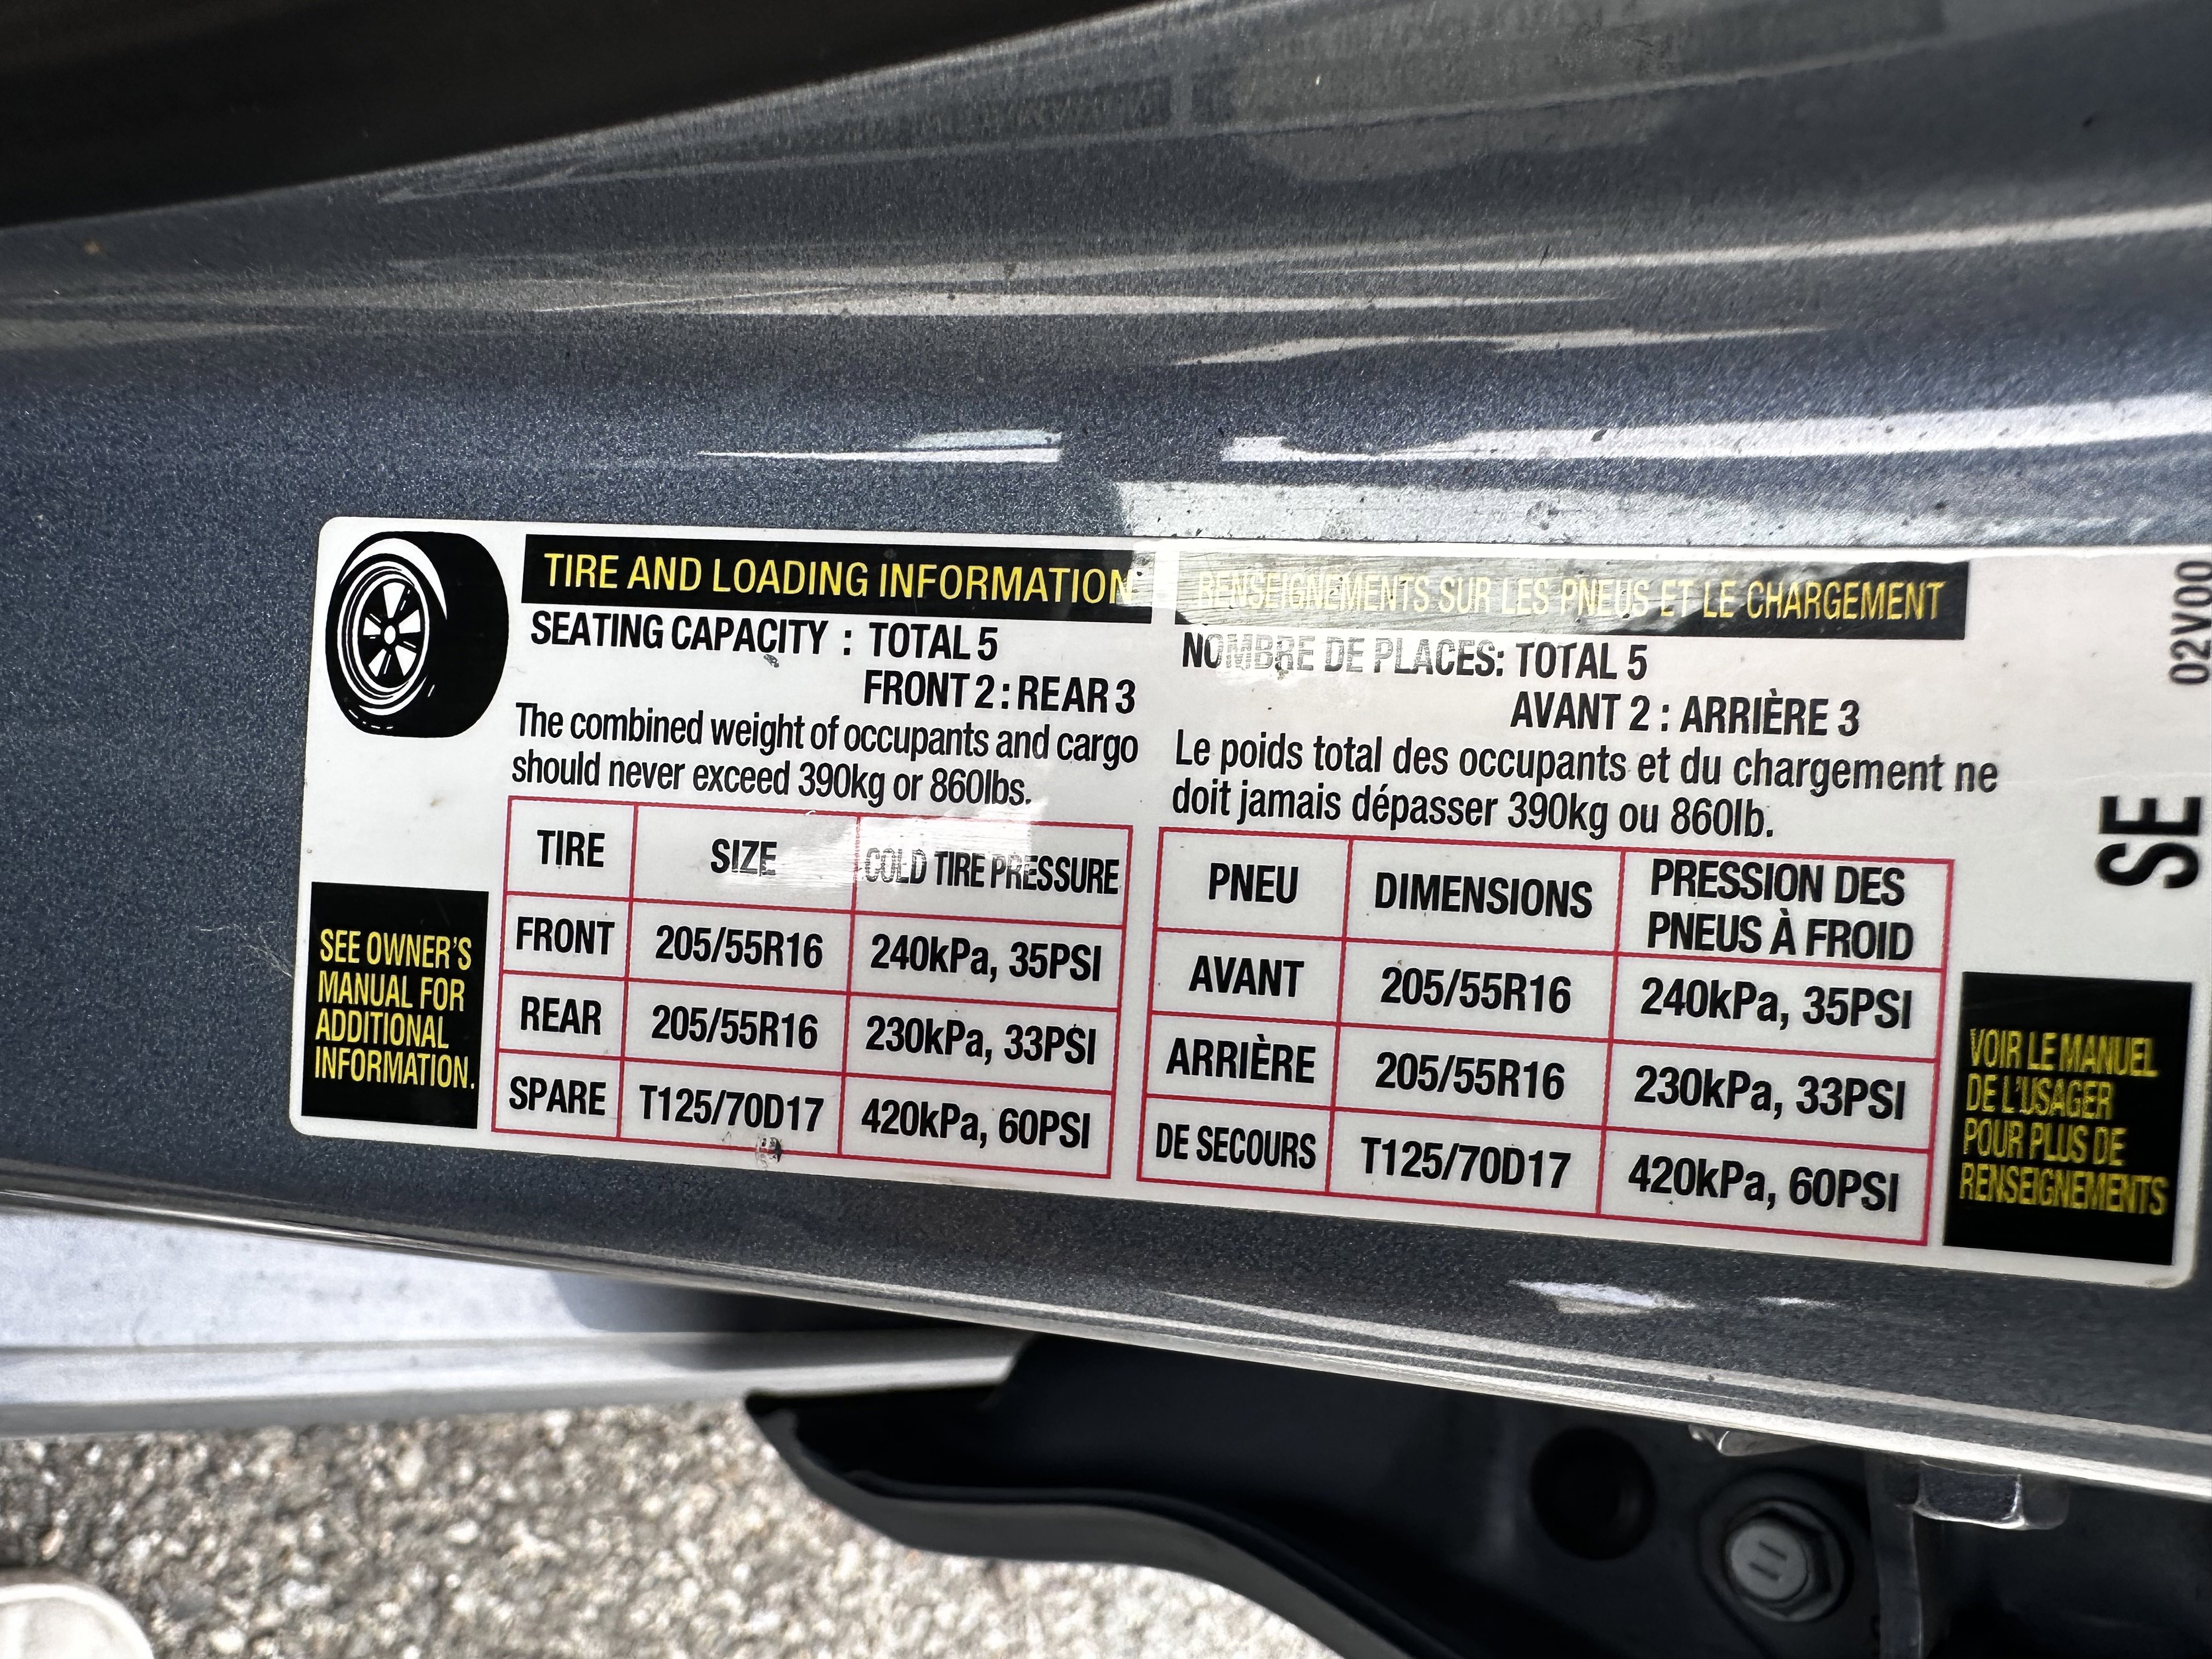 TIRE AND LOADING INFORMATION
SEATING CAPACITY : TOTAL 5
FRONT 2 : REAR 3
The combined weight of occupants and cargo
should never exceed 390kg or 860lbs.
TIRE SIZE COLD TIRE PRESSURE
FRONT 205/55R16 240kPa, 35PSI
REAR 205/55R16 230kPa, 33PSI
SPARE T125/70D17 420kPa, 60PSI
SEE OWNER'S
MANUAL FOR
ADDITIONAL
INFORMATION.
RENSEIGNEMENTS SUR LES PNEUS ET LE CHARGEMENT
NOMBRE DE PLACES: TOTAL 5
AVANT 2 : ARRIÈRE 3
Le poids total des occupants et du chargement ne
doit jamais dépasser 390kg ou 860lb.
PNEU DIMENSIONS PRESSION DES
PNEUS À FROID
AVANT 205/55R16 240kPa, 35PSI
ARRIÈRE 205/55R16 230kPa, 33PSI
DE SECOURS T125/70D17 420kPa, 60PSI
VOIR LE MANUEL
DE L'USAGER
POUR PLUS DE
RENSEIGNEMENTS
02V00
SE